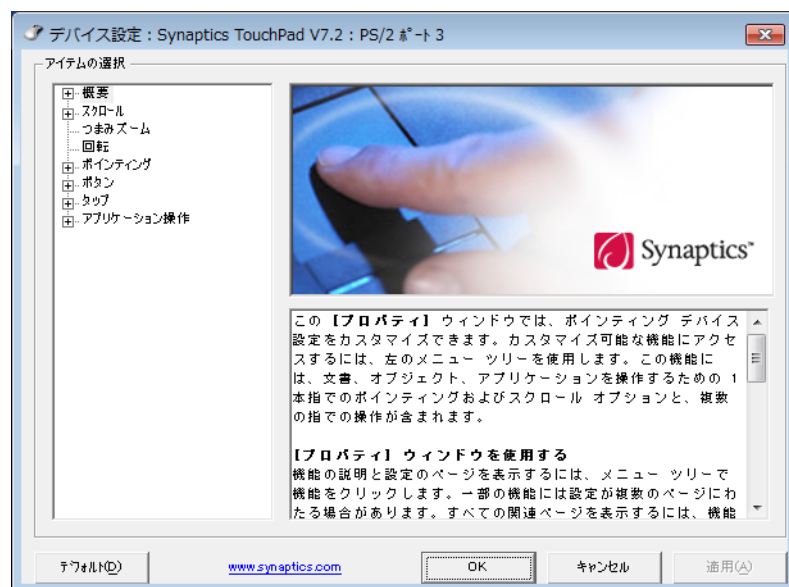 デバイス設定 : Synaptics TouchPad V7.2 : PS/2 ﾎﾟｰﾄ 3
アイテムの選択
概要
スクロール
つまみズーム
回転
ポインティング
ボタン
タップ
アプリケーション操作
Synaptics™
この【プロパティ】ウィンドウでは、ポインティング デバイス
設定をカスタマイズできます。カスタマイズ可能な機能にアクセ
スするには、左のメニュー ツリーを使用します。この機能に
は、文書、オブジェクト、アプリケーションを操作するための 1
本指でのポインティングおよびスクロール オプションと、複数
の指での操作が含まれます。
【プロパティ】ウィンドウを使用する
機能の説明と設定のページを表示するには、メニュー ツリーで
機能をクリックします。一部の機能には設定が複数のページにわ
たる場合があります。すべての関連ページを表示するには、機能
デフォルト(D)
www.synaptics.com
OK
キャンセル
適用(A)